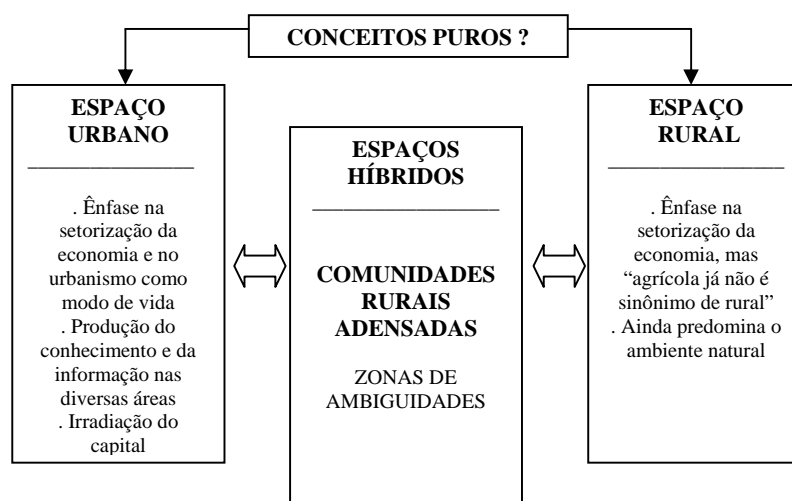 CONCEITOS PUROS ?
ESPAÇO
URBANO
. Ênfase na
setorização da
economia e no
urbanismo como
modo de vida
. Produção do
conhecimento e da
informação nas
diversas áreas
. Irradiação do
capital
ESPAÇOS
HÍBRIDOS
COMUNIDADES
RURAIS
ADENSADAS
ZONAS DE
AMBIGUIDADES
ESPAÇO
RURAL
. Ênfase na
setorização da
economia, mas
“agrícola já não é
sinônimo de rural”
. Ainda predomina o
ambiente natural